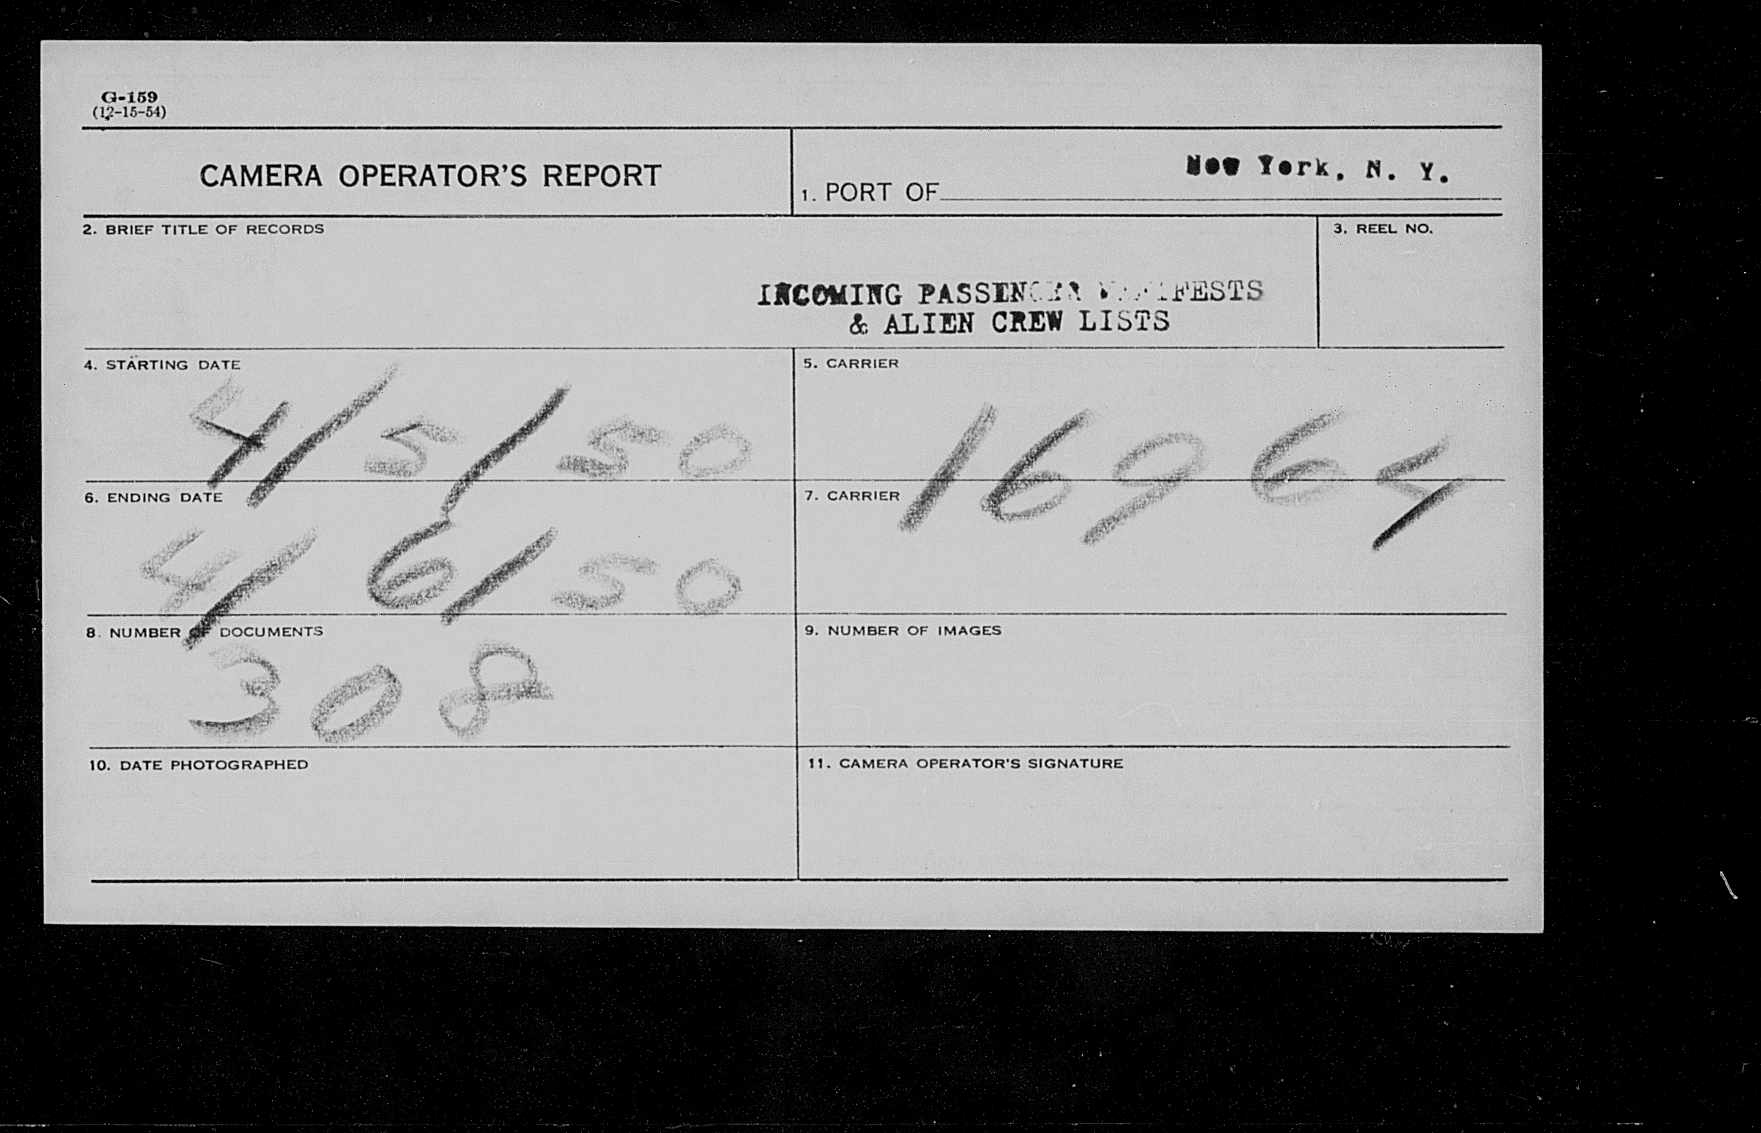 G-159
(12-15-54)
CAMERA OPERATOR'S REPORT
1. PORT OF New York, N. Y.
2. BRIEF TITLE OF RECORDS
INCOMING PASSENGER MANIFESTS
& ALIEN CREW LISTS
3. REEL NO.
4. STARTING DATE
4/5/50
5. CARRIER
16964
6. ENDING DATE
4/6/50
7. CARRIER
8. NUMBER OF DOCUMENTS
308
9. NUMBER OF IMAGES
10. DATE PHOTOGRAPHED
11. CAMERA OPERATOR'S SIGNATURE